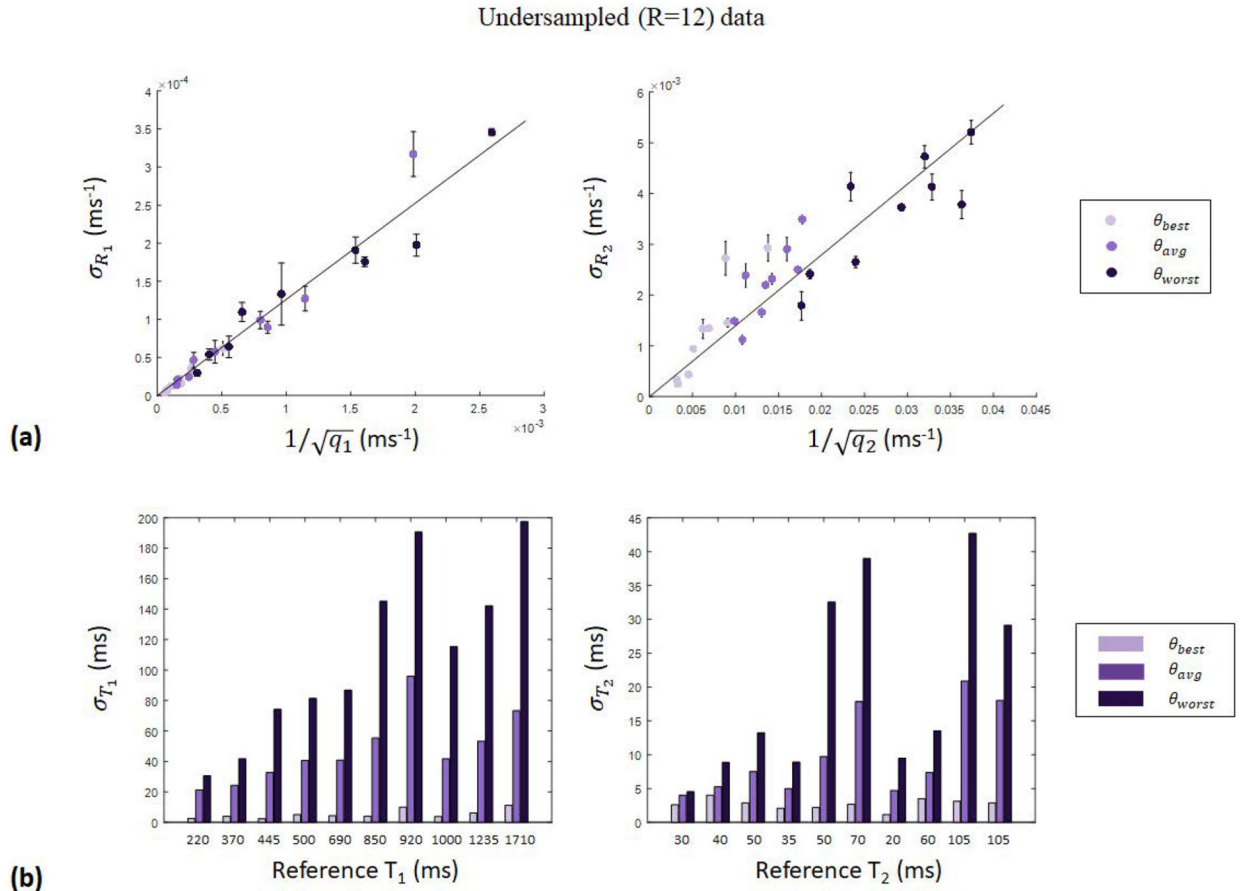 Undersampled (R=12) data
×10⁻⁴
4
3.5
3
2.5
2
1.5
1
0.5
0
σR₁ (ms⁻¹)
0 0.5 1 1.5 2 2.5 3
×10⁻³
1/√q₁ (ms⁻¹)
×10⁻³
6
5
4
3
2
1
0
σR₂ (ms⁻¹)
0 0.005 0.01 0.015 0.02 0.025 0.03 0.035 0.04 0.045
1/√q₂ (ms⁻¹)
θbest
θavg
θworst
(a)
200
180
160
140
120
100
80
60
40
20
0
σT₁ (ms)
220 370 445 500 690 850 920 1000 1235 1710
Reference T₁ (ms)
45
40
35
30
25
20
15
10
5
0
σT₂ (ms)
30 40 50 35 50 70 20 60 105 105
Reference T₂ (ms)
θbest
θavg
θworst
(b)